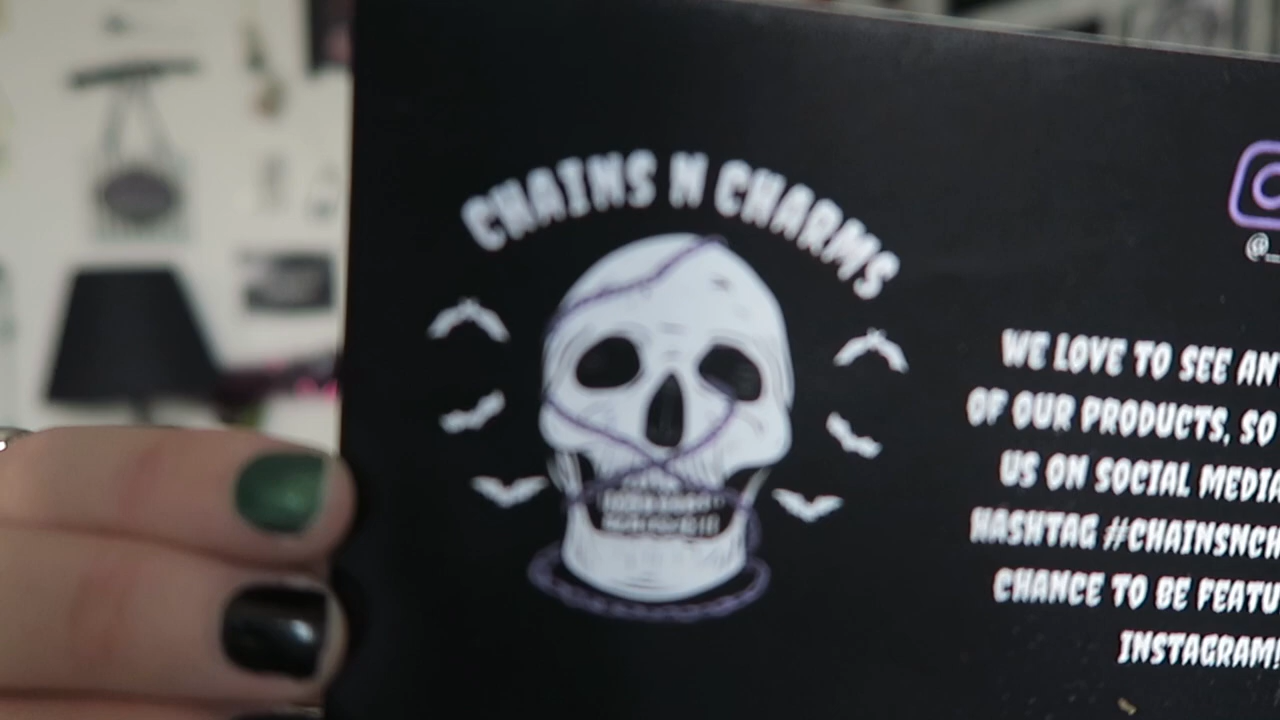 CHAINS N CHARMS
@_
WE LOVE TO SEE AN
OF OUR PRODUCTS, SO
US ON SOCIAL MEDIA
HASHTAG #CHAINSNCH
CHANCE TO BE FEATU
INSTAGRAM!